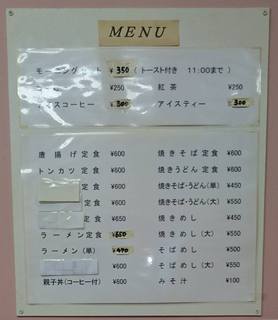 MENU
モーニングセット ¥350 (トースト付き 11:00まで)
¥250 紅茶 ¥250
アイスコーヒー ¥300 アイスティー ¥300
唐揚げ定食 ¥600 焼きそば定食 ¥600
トンカツ定食 ¥600 焼きうどん定食 ¥600
定食 ¥600 焼きそば・うどん(単) ¥450
定食 ¥600 焼きそば・うどん(大) ¥550
定食 ¥650 焼きめし ¥450
ラーメン定食 ¥650 焼きめし (大) ¥550
ラーメン(単) ¥470 そばめし ¥500
¥600 そばめし (大) ¥550
親子丼(コーヒー付) ¥600 みそ汁 ¥100